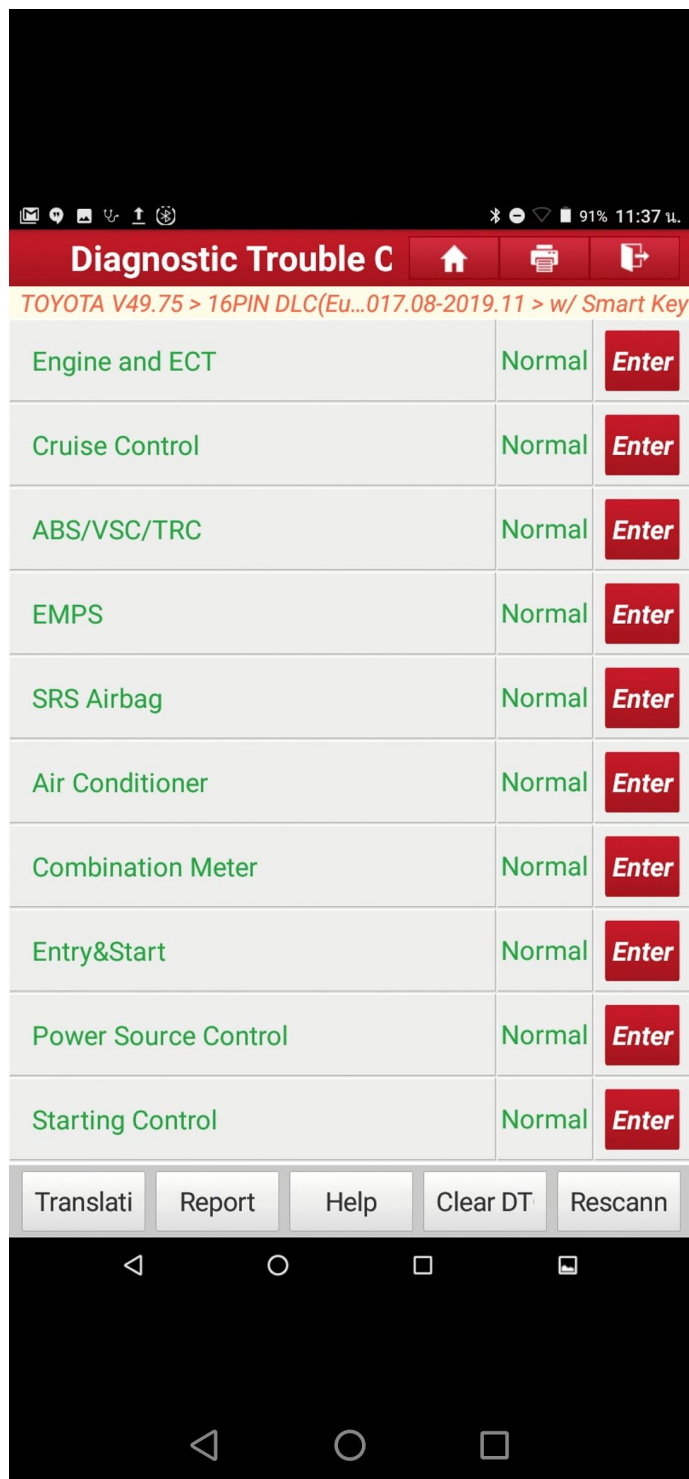 91% 11:37 น.
Diagnostic Trouble C
TOYOTA V49.75 > 16PIN DLC(Eu...017.08-2019.11 > w/ Smart Key
Engine and ECT Normal Enter
Cruise Control Normal Enter
ABS/VSC/TRC Normal Enter
EMPS Normal Enter
SRS Airbag Normal Enter
Air Conditioner Normal Enter
Combination Meter Normal Enter
Entry&Start Normal Enter
Power Source Control Normal Enter
Starting Control Normal Enter
Translati Report Help Clear DT Rescann